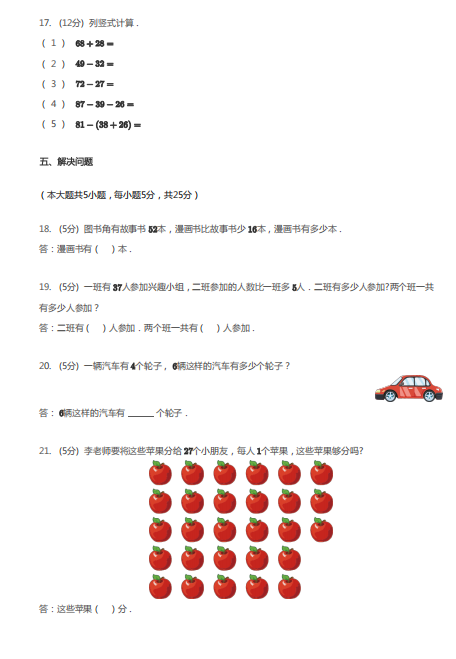 17. (12分) 列竖式计算.
( 1 ) 68 + 28 =
( 2 ) 49 − 32 =
( 3 ) 72 − 27 =
( 4 ) 87 − 39 − 26 =
( 5 ) 81 − (38 + 26) =
五、解决问题
(本大题共5小题,每小题5分,共25分)
18. (5分) 图书角有故事书 52本,漫画书比故事书少 16本,漫画书有多少本.
答:漫画书有( )本.
19. (5分) 一班有 37人参加兴趣小组,二班参加的人数比一班多 5人.二班有多少人参加?两个班一共
有多少人参加?
答:二班有( )人参加.两个班一共有( )人参加.
20. (5分) 一辆汽车有 4个轮子, 6辆这样的汽车有多少个轮子?
答: 6辆这样的汽车有 ______ 个轮子.
21. (5分) 李老师要将这些苹果分给 27个小朋友,每人 1个苹果,这些苹果够分吗?
答:这些苹果( )分.